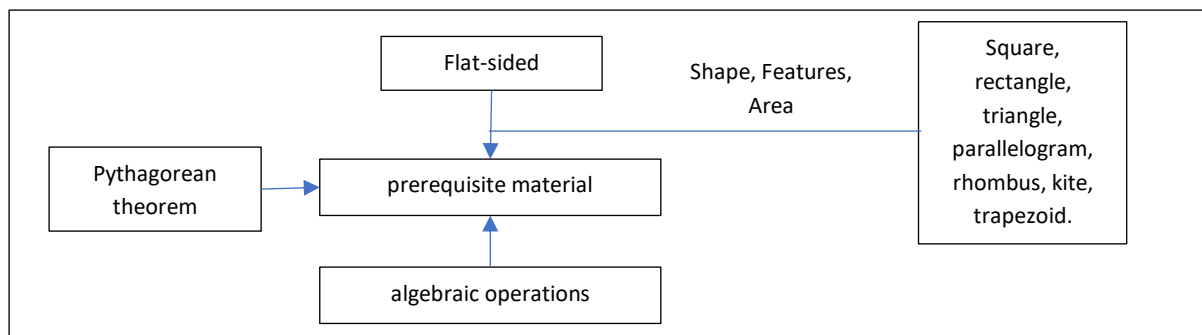 Flat-sided
Shape, Features,
Area
Square,
rectangle,
triangle,
parallelogram,
rhombus, kite,
trapezoid.
Pythagorean
theorem
prerequisite material
algebraic operations